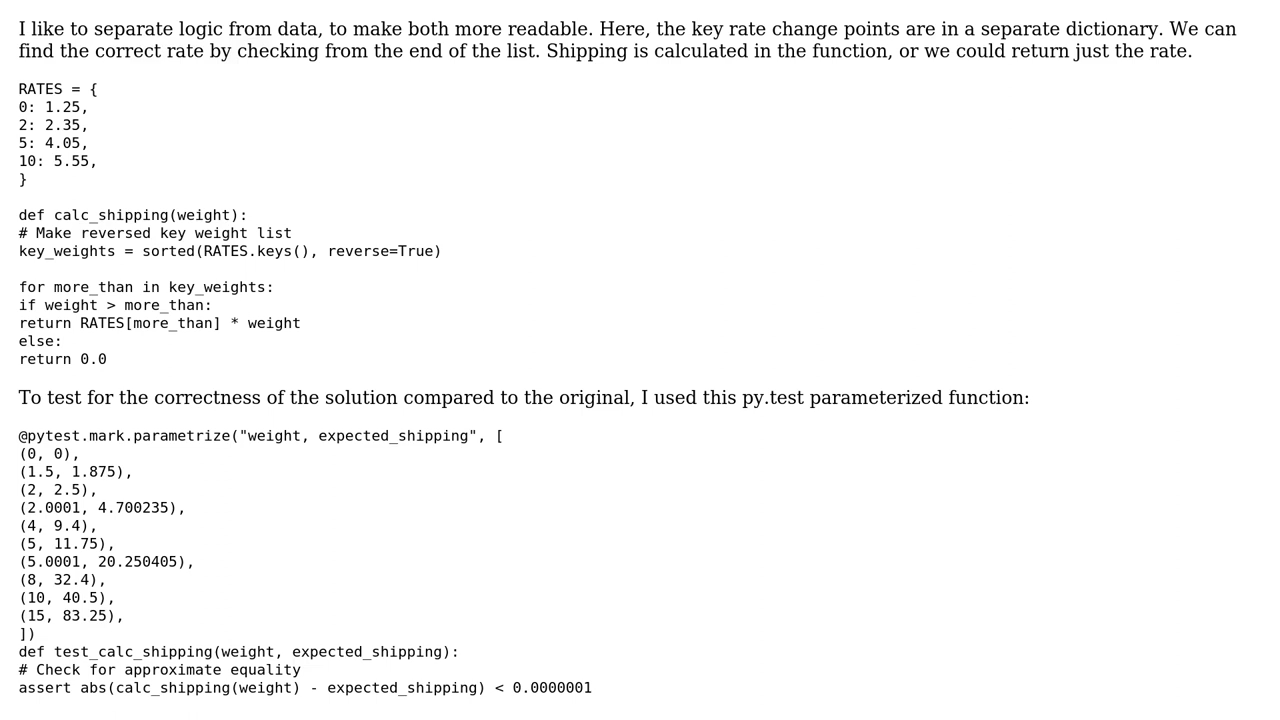 I like to separate logic from data, to make both more readable. Here, the key rate change points are in a separate dictionary. We can
find the correct rate by checking from the end of the list. Shipping is calculated in the function, or we could return just the rate.
RATES = {
0: 1.25,
2: 2.35,
5: 4.05,
10: 5.55,
}
def calc_shipping(weight):
# Make reversed key weight list
key_weights = sorted(RATES.keys(), reverse=True)
for more_than in key_weights:
if weight > more_than:
return RATES[more_than] * weight
else:
return 0.0
To test for the correctness of the solution compared to the original, I used this py.test parameterized function:
@pytest.mark.parametrize("weight, expected_shipping", [
(0, 0),
(1.5, 1.875),
(2, 2.5),
(2.0001, 4.700235),
(4, 9.4),
(5, 11.75),
(5.0001, 20.250405),
(8, 32.4),
(10, 40.5),
(15, 83.25),
])
def test_calc_shipping(weight, expected_shipping):
# Check for approximate equality
assert abs(calc_shipping(weight) - expected_shipping) < 0.0000001